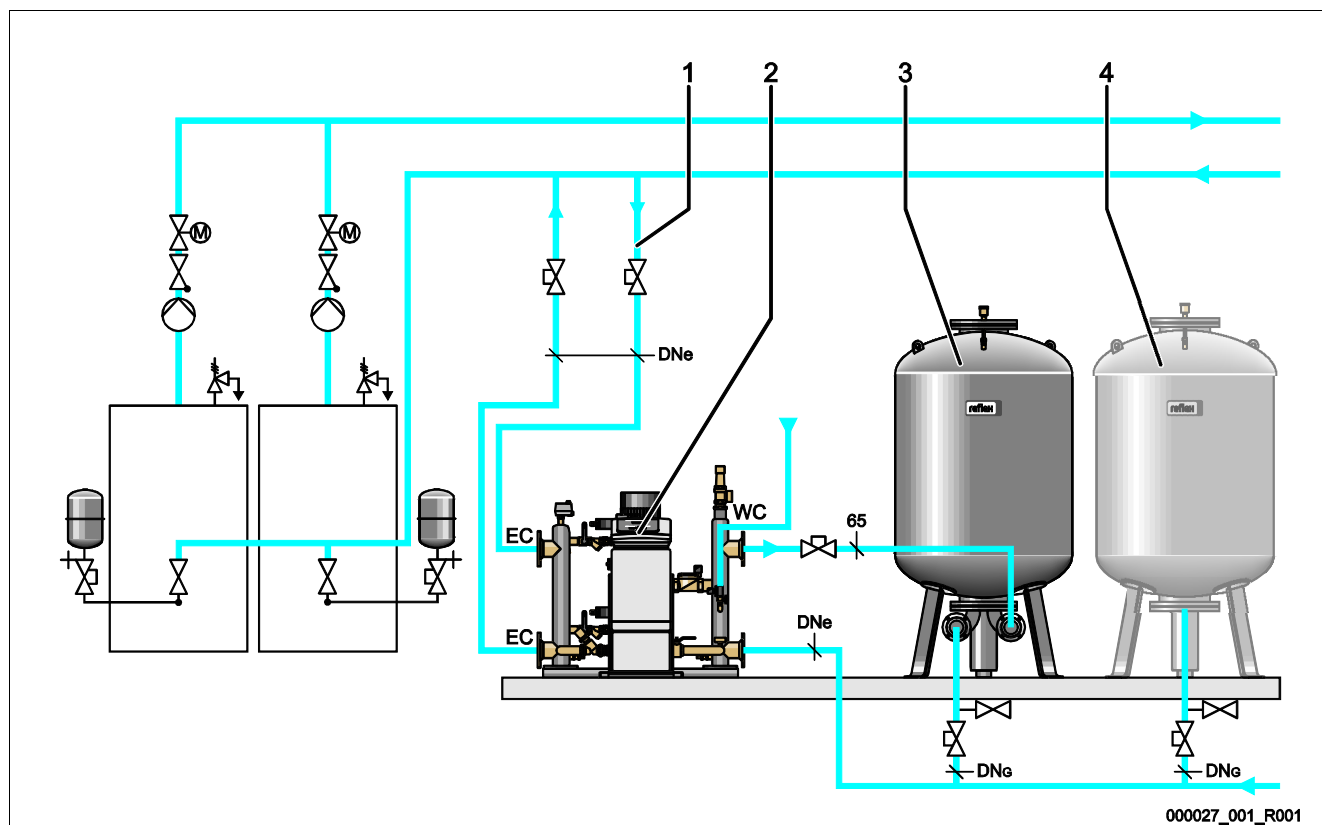 1 2 3 4
M M
DNe
reflex reflex
WC
65
EC
DNe
EC
DNG DNG
000027_001_R001